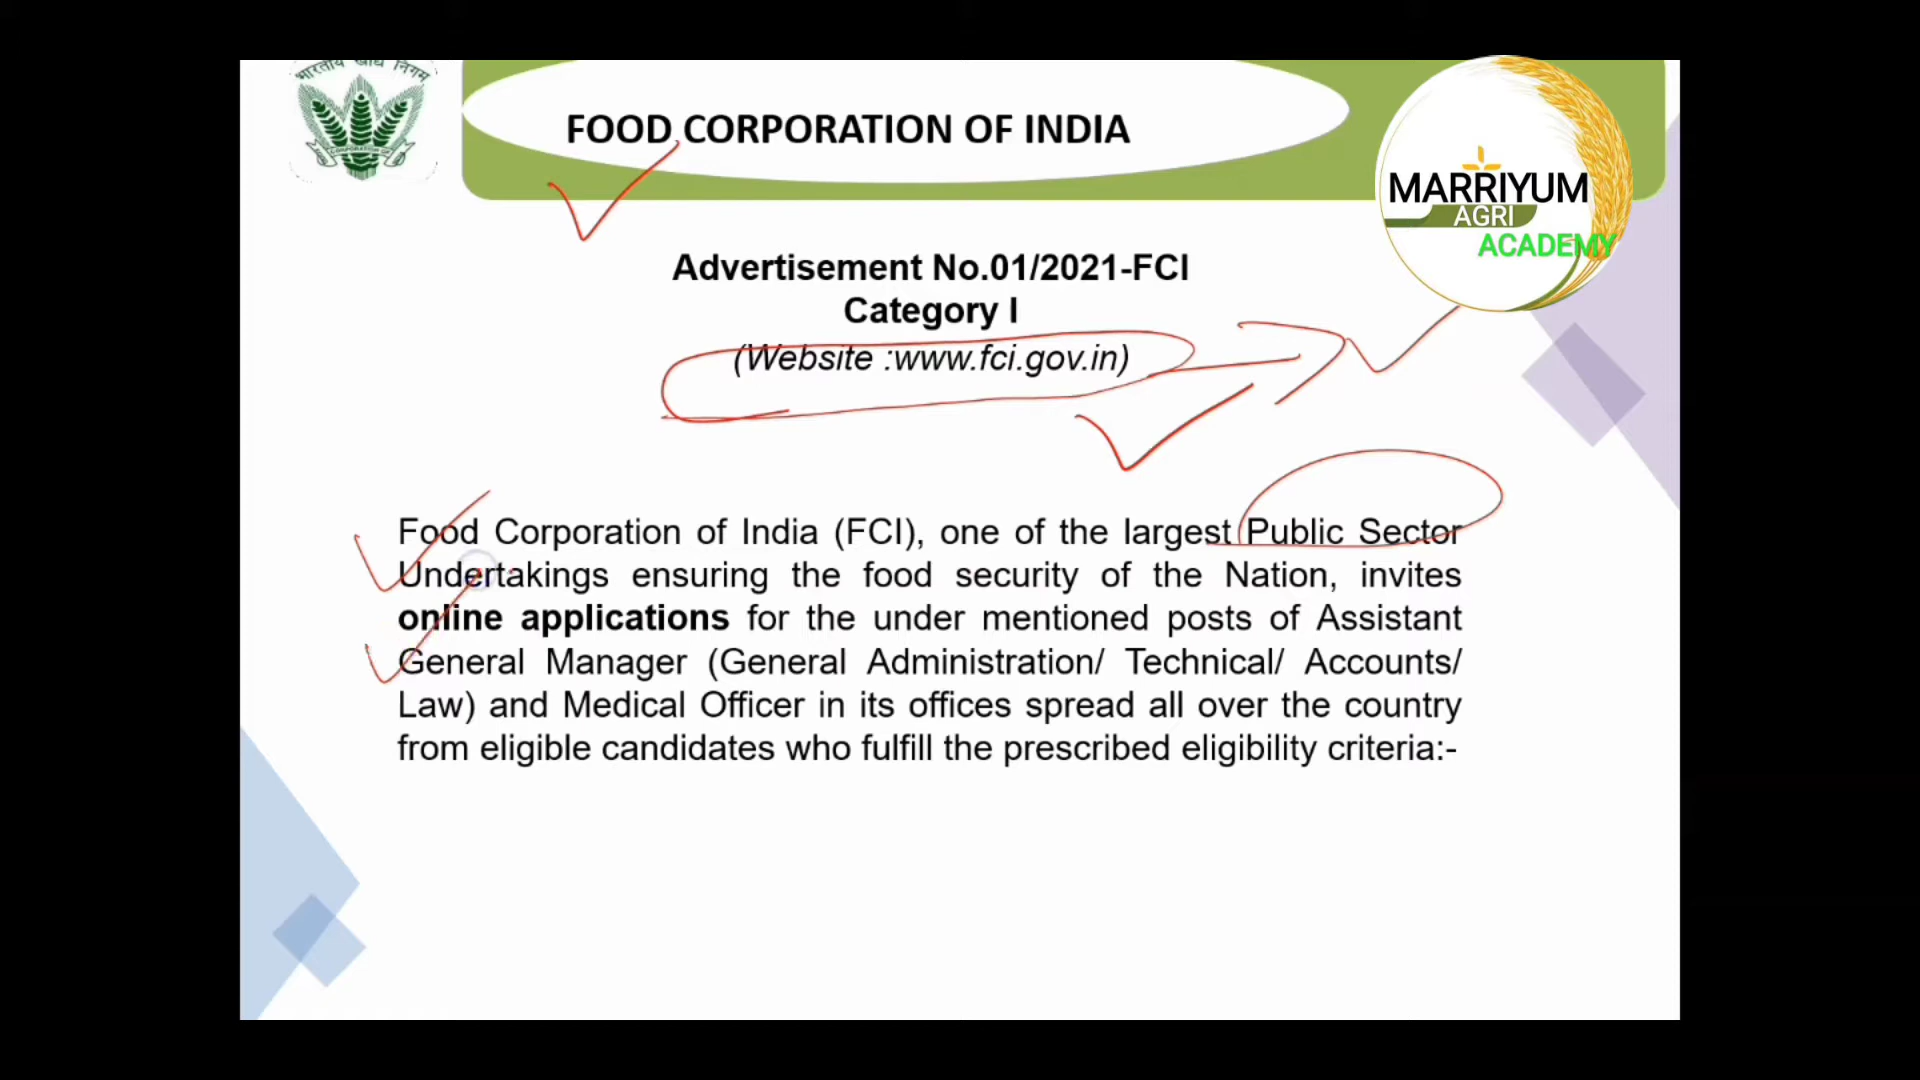 भारतीय खाद्य निगम
FOOD CORPORATION OF INDIA
MARRIYUM
AGRI
ACADEMY
Advertisement No.01/2021-FCI
Category I
(Website :www.fci.gov.in)
Food Corporation of India (FCI), one of the largest Public Sector
Undertakings ensuring the food security of the Nation, invites
online applications for the under mentioned posts of Assistant
General Manager (General Administration/ Technical/ Accounts/
Law) and Medical Officer in its offices spread all over the country
from eligible candidates who fulfill the prescribed eligibility criteria:-